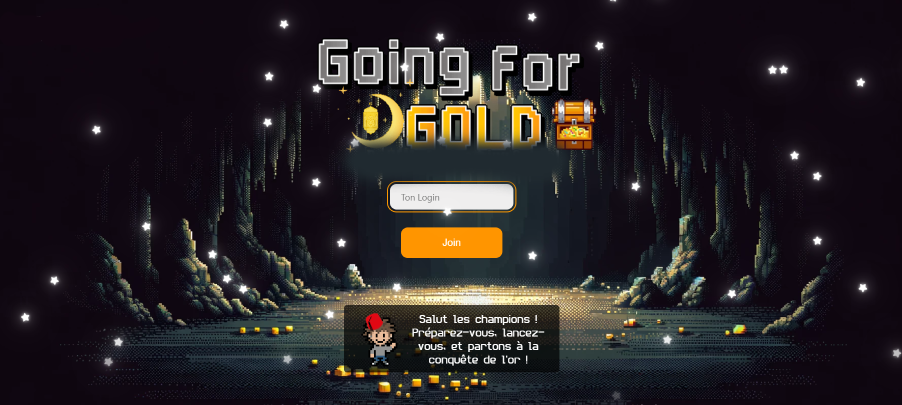 Going For
GOLD
Ton Login
Join
Salut les champions !
Préparez-vous, lancez-
vous, et partons à la
conquête de l'or !